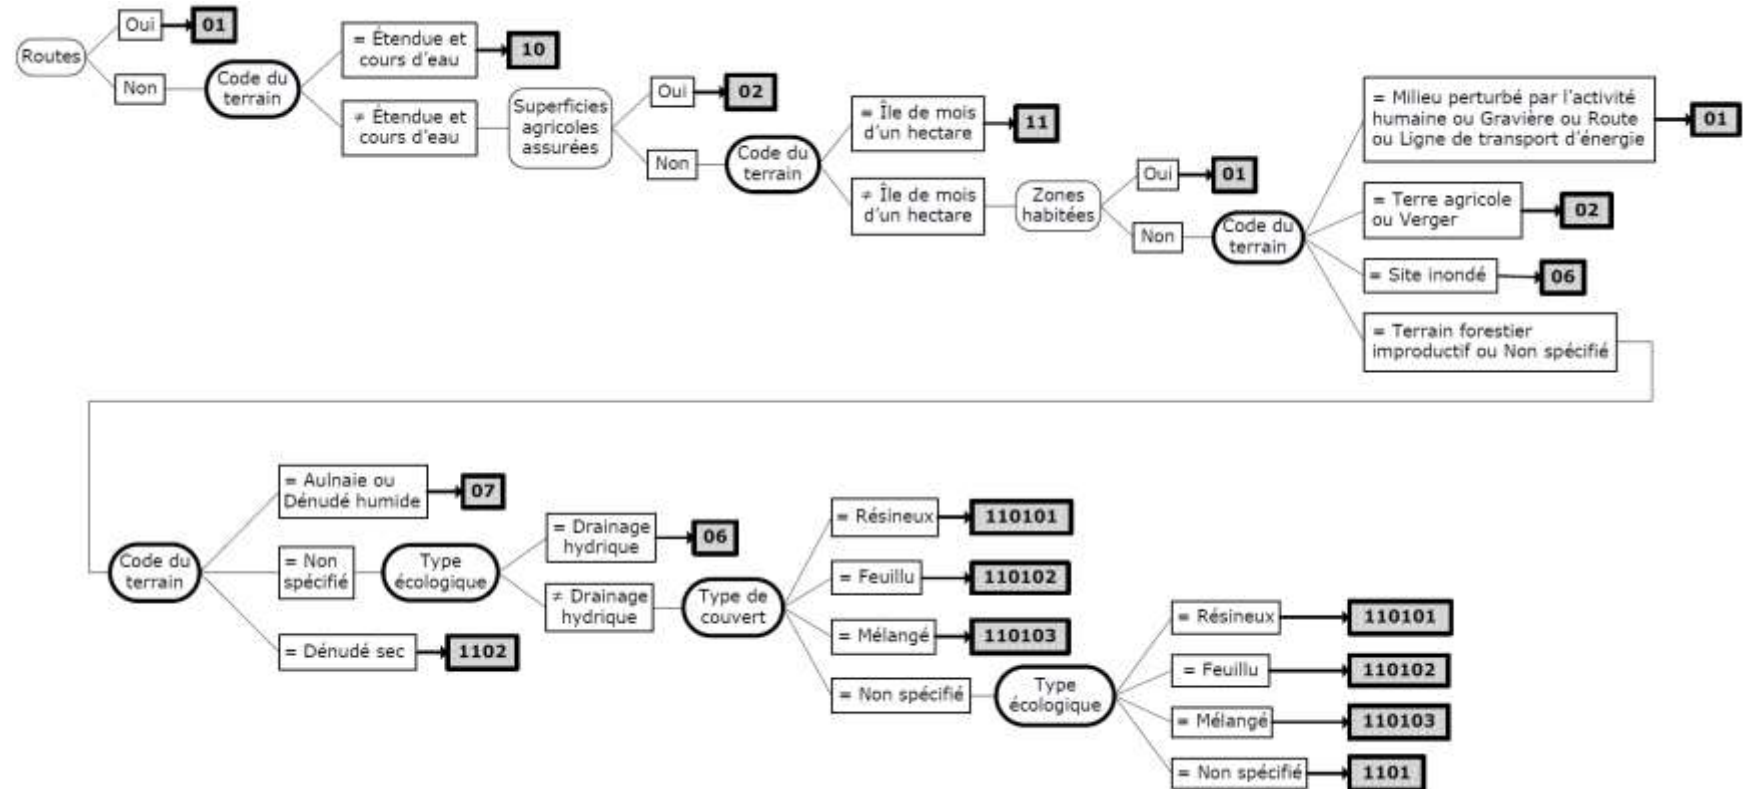 Routes
Oui
01
Non
Code du
terrain
= Étendue et
cours d'eau
10
≠ Étendue et
cours d'eau
Superficies
agricoles
assurées
Oui
02
Non
Code du
terrain
= Île de mois
d'un hectare
11
≠ Île de mois
d'un hectare
Zones
habitées
Oui
01
Non
Code du
terrain
= Milieu perturbé par l'activité
humaine ou Gravière ou Route
ou Ligne de transport d'énergie
01
= Terre agricole
ou Verger
02
= Site inondé
06
= Terrain forestier
improductif ou Non spécifié
Code du
terrain
= Aulnaie ou
Dénudé humide
07
= Non
spécifié
Type
écologique
= Drainage
hydrique
06
≠ Drainage
hydrique
Type de
couvert
= Résineux
110101
= Feuillu
110102
= Mélangé
110103
= Non spécifié
Type
écologique
= Résineux
110101
= Feuillu
110102
= Mélangé
110103
= Non spécifié
1101
= Dénudé sec
1102